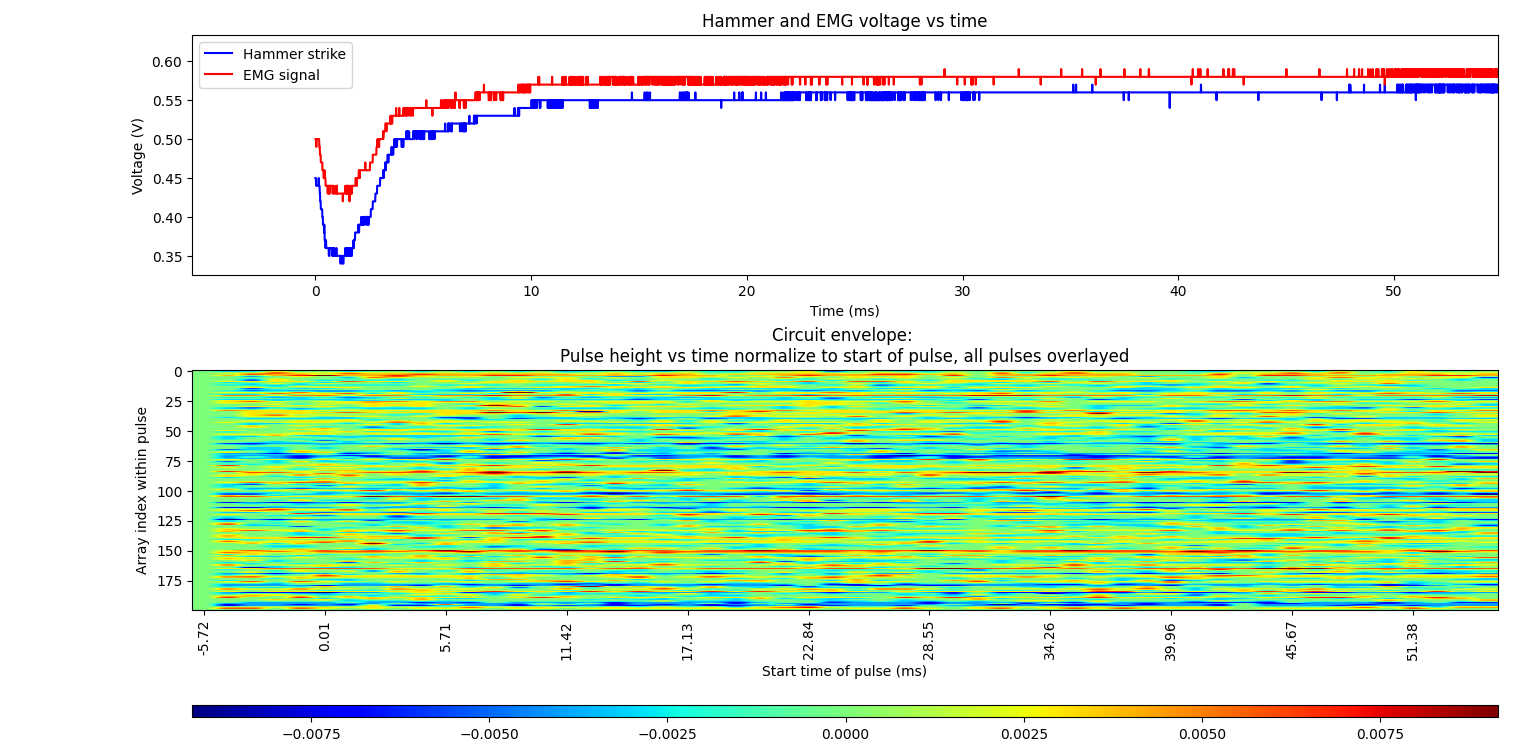 Hammer and EMG voltage vs time
Hammer strike
EMG signal
Voltage (V)
0.60
0.55
0.50
0.45
0.40
0.35
0 10 20 30 40 50
Time (ms)
Circuit envelope:
Pulse height vs time normalize to start of pulse, all pulses overlayed
Array index within pulse
0
25
50
75
100
125
150
175
-5.72 0.01 5.71 11.42 17.13 22.84 28.55 34.26 39.96 45.67 51.38
Start time of pulse (ms)
−0.0075 −0.0050 −0.0025 0.0000 0.0025 0.0050 0.0075